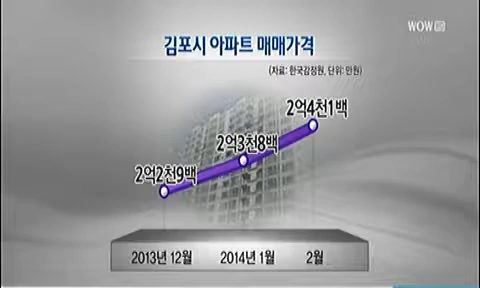 WOW
김포시 아파트 매매가격
(자료: 한국감정원, 단위: 만원)
2억4천1백
2억3천8백
2억2천9백
2013년 12월 2014년 1월 2월